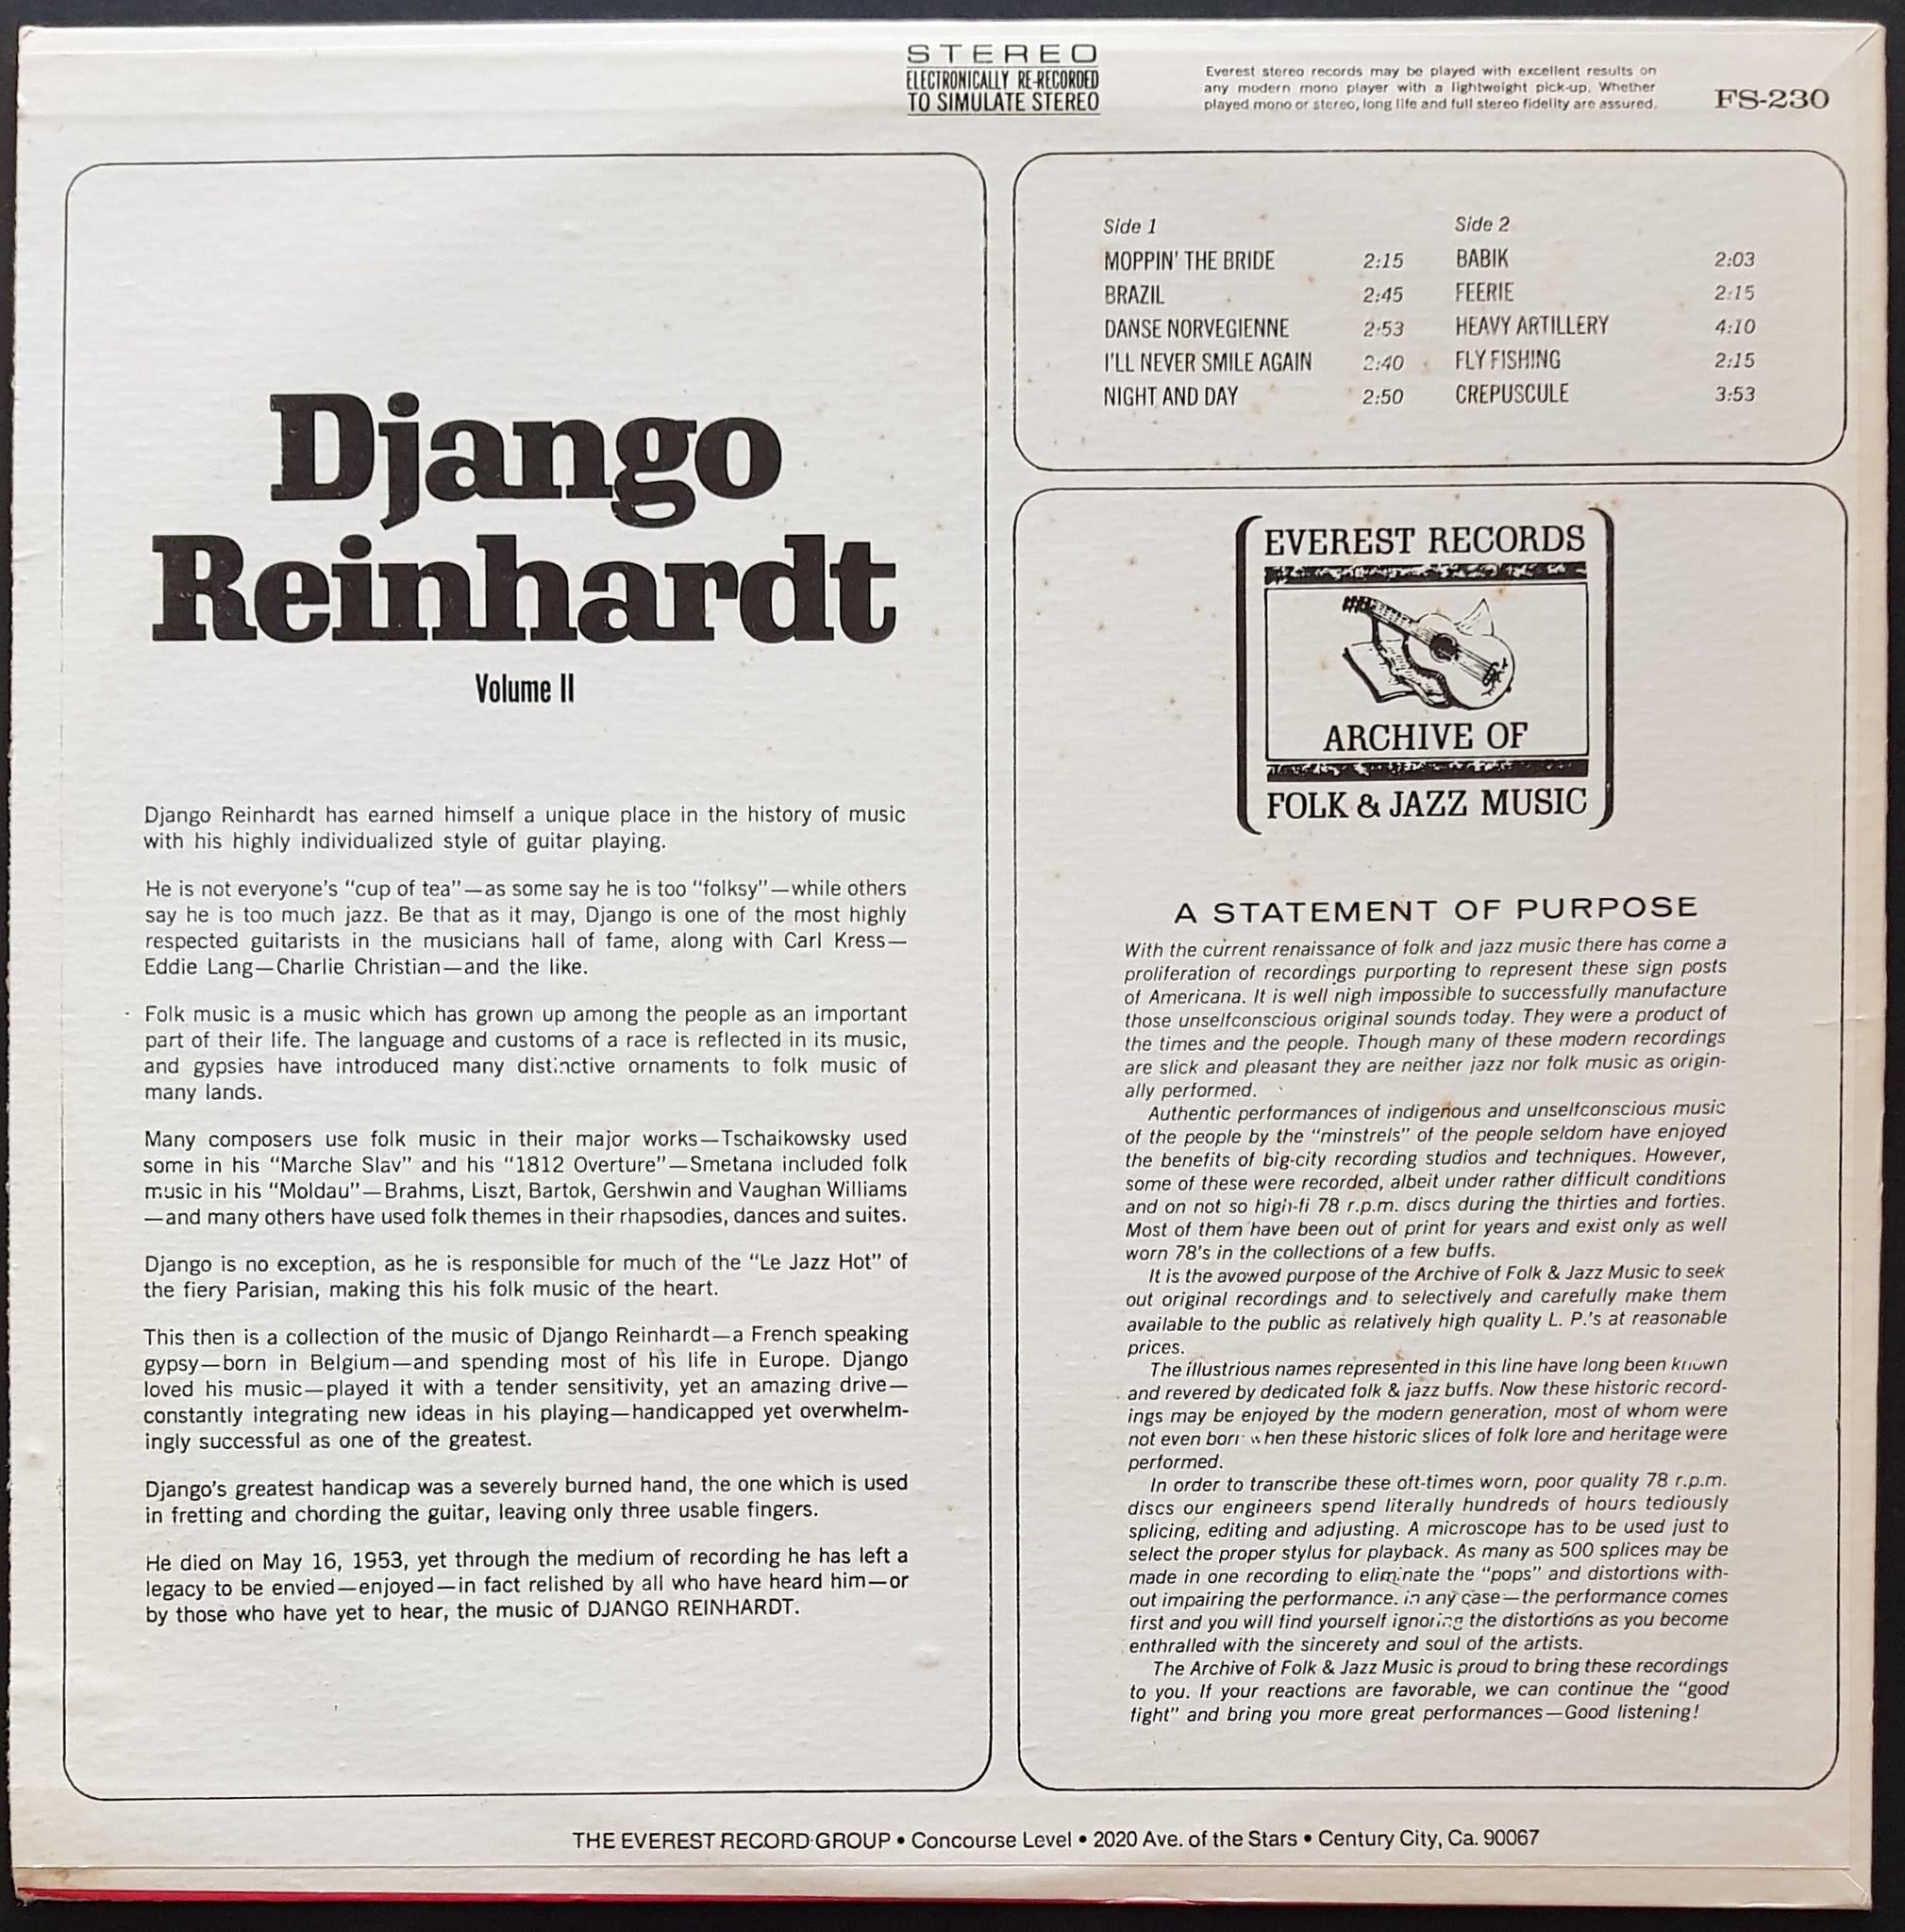 STEREO
ELECTRONICALLY RE-RECORDED
TO SIMULATE STEREO
Everest stereo records may be played with excellent results on
any modern mono player with a lightweight pick-up. Whether
played mono or stereo, long life and full stereo fidelity are assured.
FS-230
Django
Reinhardt
Volume II
Django Reinhardt has earned himself a unique place in the history of music
with his highly individualized style of guitar playing.
He is not everyone's "cup of tea"—as some say he is too "folksy"—while others
say he is too much jazz. Be that as it may, Django is one of the most highly
respected guitarists in the musicians hall of fame, along with Carl Kress—
Eddie Lang—Charlie Christian—and the like.
Folk music is a music which has grown up among the people as an important
part of their life. The language and customs of a race is reflected in its music,
and gypsies have introduced many distinctive ornaments to folk music of
many lands.
Many composers use folk music in their major works—Tschaikowsky used
some in his "Marche Slav" and his "1812 Overture"—Smetana included folk
music in his "Moldau"—Brahms, Liszt, Bartok, Gershwin and Vaughan Williams
—and many others have used folk themes in their rhapsodies, dances and suites.
Django is no exception, as he is responsible for much of the "Le Jazz Hot" of
the fiery Parisian, making this his folk music of the heart.
This then is a collection of the music of Django Reinhardt—a French speaking
gypsy—born in Belgium—and spending most of his life in Europe. Django
loved his music—played it with a tender sensitivity, yet an amazing drive—
constantly integrating new ideas in his playing—handicapped yet overwhelm-
ingly successful as one of the greatest.
Django's greatest handicap was a severely burned hand, the one which is used
in fretting and chording the guitar, leaving only three usable fingers.
He died on May 16, 1953, yet through the medium of recording he has left a
legacy to be envied—enjoyed—in fact relished by all who have heard him—or
by those who have yet to hear, the music of DJANGO REINHARDT.
Side 1
MOPPIN' THE BRIDE 2:15
BRAZIL 2:45
DANSE NORVEGIENNE 2:53
I'LL NEVER SMILE AGAIN 2:40
NIGHT AND DAY 2:50
Side 2
BABIK 2:03
FEERIE 2:15
HEAVY ARTILLERY 4:10
FLY FISHING 2:15
CREPUSCULE 3:53
EVEREST RECORDS
ARCHIVE OF
FOLK & JAZZ MUSIC
A STATEMENT OF PURPOSE
With the current renaissance of folk and jazz music there has come a
proliferation of recordings purporting to represent these sign posts
of Americana. It is well nigh impossible to successfully manufacture
those unselfconscious original sounds today. They were a product of
the times and the people. Though many of these modern recordings
are slick and pleasant they are neither jazz nor folk music as origin-
ally performed.
Authentic performances of indigenous and unselfconscious music
of the people by the "minstrels" of the people seldom have enjoyed
the benefits of big-city recording studios and techniques. However,
some of these were recorded, albeit under rather difficult conditions
and on not so high-fi 78 r.p.m. discs during the thirties and forties.
Most of them have been out of print for years and exist only as well
worn 78's in the collections of a few buffs.
It is the avowed purpose of the Archive of Folk & Jazz Music to seek
out original recordings and to selectively and carefully make them
available to the public as relatively high quality L. P.'s at reasonable
prices.
The illustrious names represented in this line have long been known
and revered by dedicated folk & jazz buffs. Now these historic record-
ings may be enjoyed by the modern generation, most of whom were
not even born when these historic slices of folk lore and heritage were
performed.
In order to transcribe these oft-times worn, poor quality 78 r.p.m.
discs our engineers spend literally hundreds of hours tediously
splicing, editing and adjusting. A microscope has to be used just to
select the proper stylus for playback. As many as 500 splices may be
made in one recording to eliminate the "pops" and distortions with-
out impairing the performance. in any case—the performance comes
first and you will find yourself ignoring the distortions as you become
enthralled with the sincerety and soul of the artists.
The Archive of Folk & Jazz Music is proud to bring these recordings
to you. If your reactions are favorable, we can continue the "good
fight" and bring you more great performances—Good listening!
THE EVEREST RECORD GROUP • Concourse Level • 2020 Ave. of the Stars • Century City, Ca. 90067